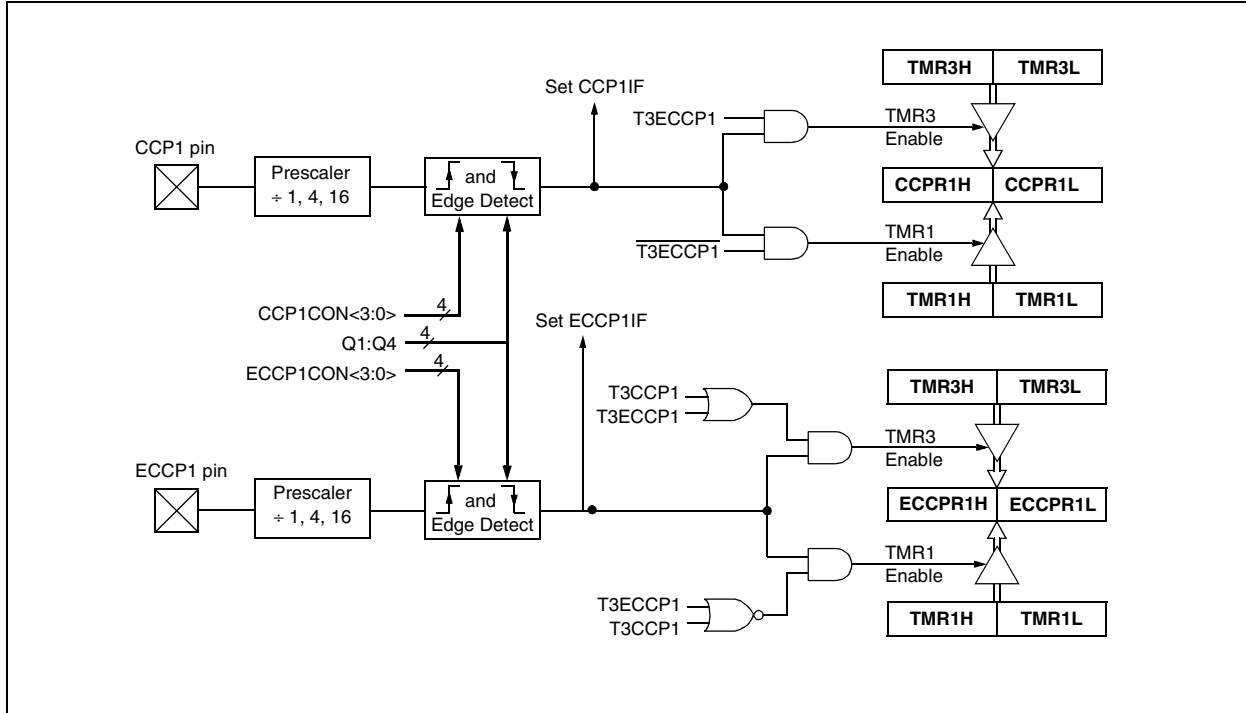 TMR3H TMR3L
Set CCP1IF
T3ECCP1
TMR3
Enable
CCP1 pin
Prescaler
÷ 1, 4, 16
and
Edge Detect
CCPR1H CCPR1L
T̅3̅E̅C̅C̅P̅1̅
TMR1
Enable
TMR1H TMR1L
CCP1CON<3:0> 4
Q1:Q4 4
ECCP1CON<3:0> 4
Set ECCP1IF
TMR3H TMR3L
T3CCP1
T3ECCP1
TMR3
Enable
ECCP1 pin
Prescaler
÷ 1, 4, 16
and
Edge Detect
ECCPR1H ECCPR1L
TMR1
Enable
T3ECCP1
T3CCP1
TMR1H TMR1L